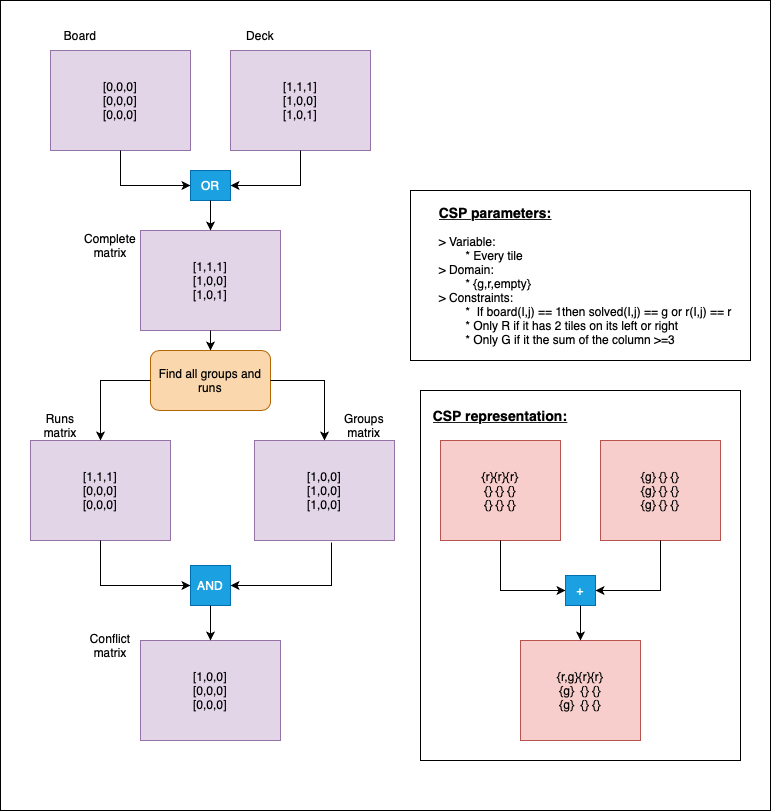 Board
Deck
[0,0,0]
[0,0,0]
[0,0,0]
[1,1,1]
[1,0,0]
[1,0,1]
OR
Complete
matrix
[1,1,1]
[1,0,0]
[1,0,1]
Find all groups and
runs
Runs
matrix
Groups
matrix
[1,1,1]
[0,0,0]
[0,0,0]
[1,0,0]
[1,0,0]
[1,0,0]
AND
Conflict
matrix
[1,0,0]
[0,0,0]
[0,0,0]
CSP parameters:
> Variable:
* Every tile
> Domain:
* {g,r,empty}
> Constraints:
* If board(I,j) == 1then solved(I,j) == g or r(I,j) == r
* Only R if it has 2 tiles on its left or right
* Only G if it the sum of the column >=3
CSP representation:
{r}{r}{r}
{} {} {}
{} {} {}
{g} {} {}
{g} {} {}
{g} {} {}
+
{r,g}{r}{r}
{g} {} {}
{g} {} {}